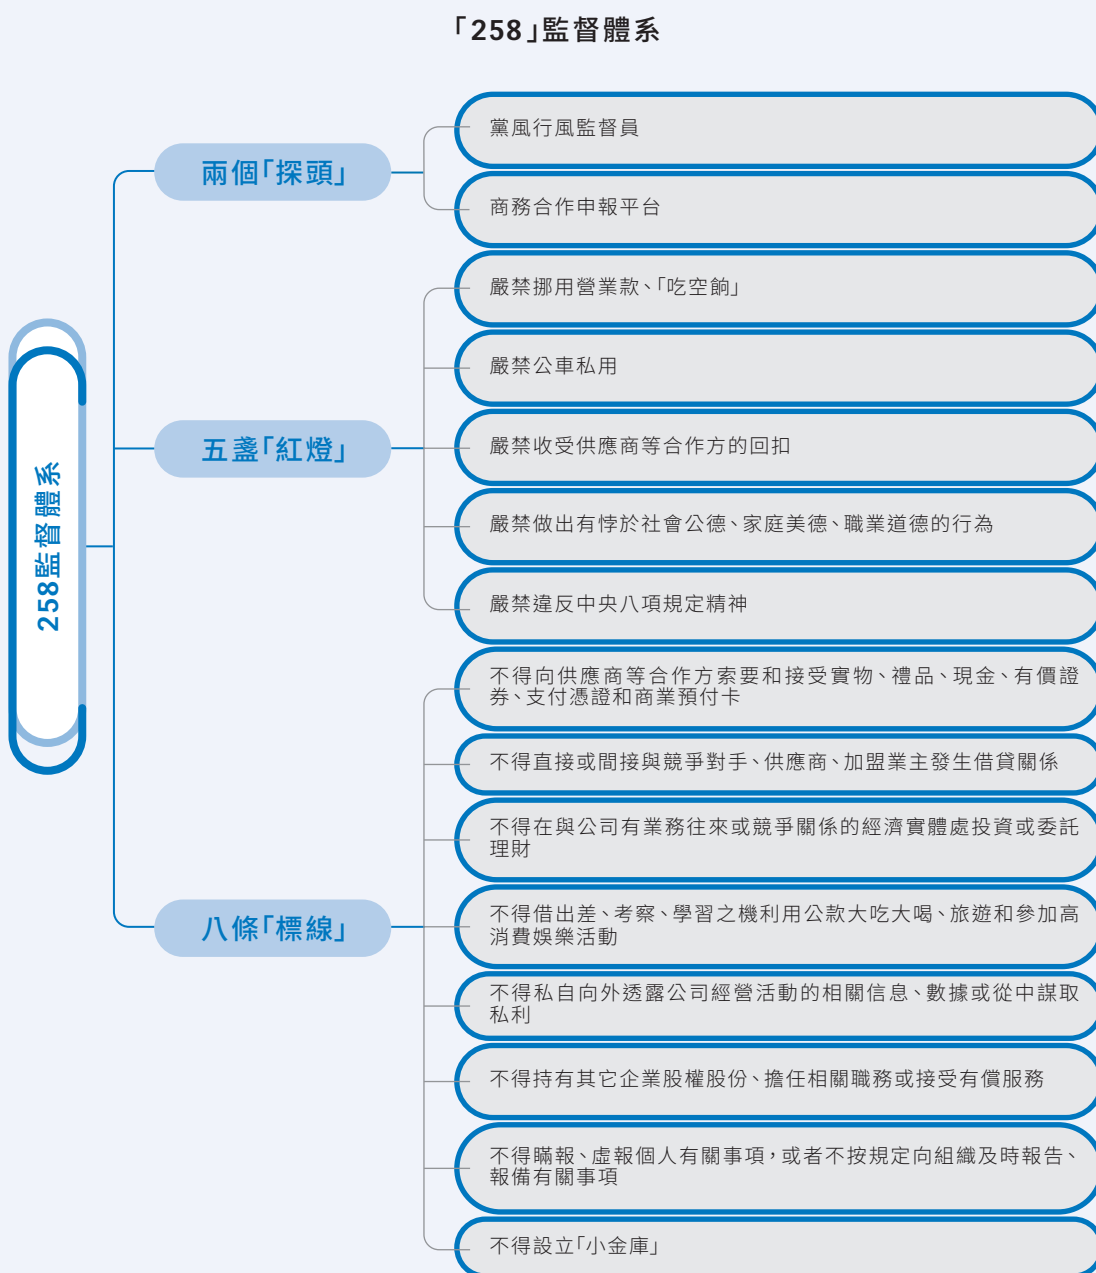 「258」監督體系
258監督體系
兩個「探頭」
黨風行風監督員
商務合作申報平台
五盞「紅燈」
嚴禁挪用營業款、「吃空餉」
嚴禁公車私用
嚴禁收受供應商等合作方的回扣
嚴禁做出有悖於社會公德、家庭美德、職業道德的行為
嚴禁違反中央八項規定精神
八條「標線」
不得向供應商等合作方索要和接受實物、禮品、現金、有價證
券、支付憑證和商業預付卡
不得直接或間接與競爭對手、供應商、加盟業主發生借貸關係
不得在與公司有業務往來或競爭關係的經濟實體處投資或委託
理財
不得借出差、考察、學習之機利用公款大吃大喝、旅遊和參加高
消費娛樂活動
不得私自向外透露公司經營活動的相關信息、數據或從中謀取
私利
不得持有其它企業股權股份、擔任相關職務或接受有償服務
不得瞞報、虛報個人有關事項，或者不按規定向組織及時報告、
報備有關事項
不得設立「小金庫」